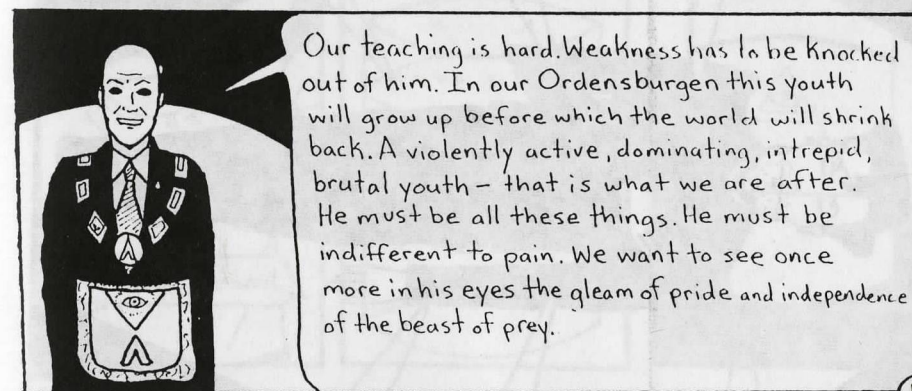 Our teaching is hard. Weakness has to be knocked
out of him. In our Ordensburgen this youth
will grow up before which the world will shrink
back. A violently active, dominating, intrepid,
brutal youth – that is what we are after.
He must be all these things. He must be
indifferent to pain. We want to see once
more in his eyes the gleam of pride and independence
of the beast of prey.